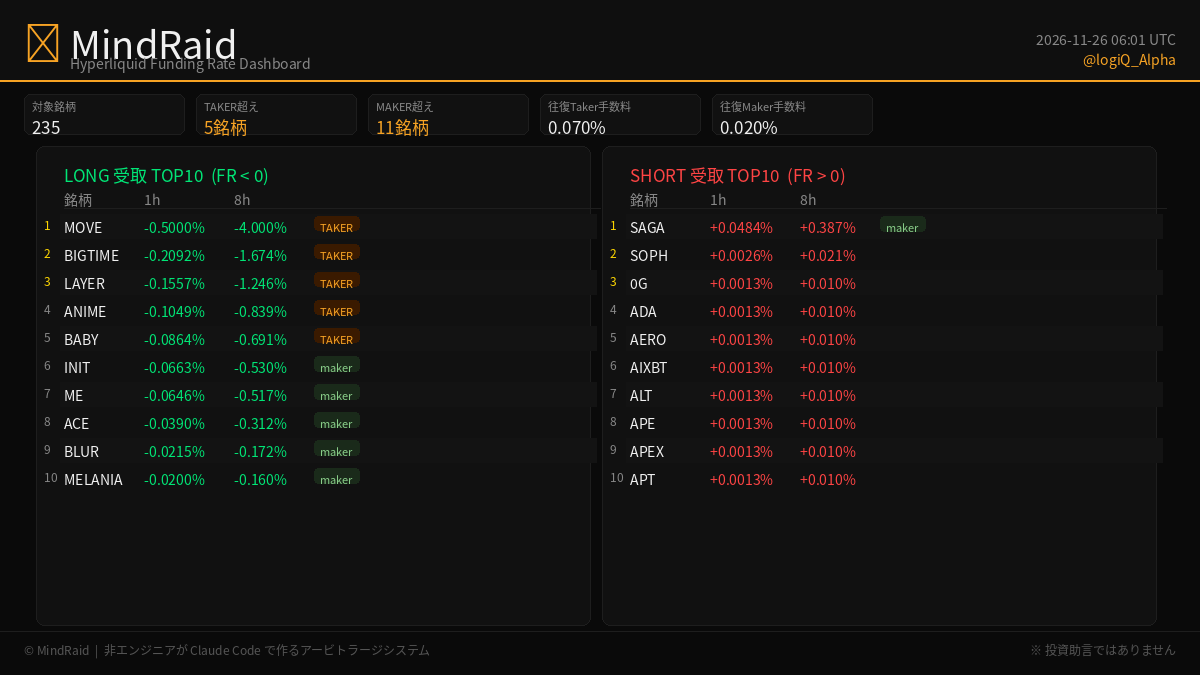 MindRaid
Hyperliquid Funding Rate Dashboard
2026-11-26 06:01 UTC
@logiQ_Alpha
対象銘柄
235
TAKER超え
5銘柄
MAKER超え
11銘柄
往復Taker手数料
0.070%
往復Maker手数料
0.020%
LONG 受取 TOP10 (FR < 0)
銘柄 1h 8h
1 MOVE -0.5000% -4.000% TAKER
2 BIGTIME -0.2092% -1.674% TAKER
3 LAYER -0.1557% -1.246% TAKER
4 ANIME -0.1049% -0.839% TAKER
5 BABY -0.0864% -0.691% TAKER
6 INIT -0.0663% -0.530% maker
7 ME -0.0646% -0.517% maker
8 ACE -0.0390% -0.312% maker
9 BLUR -0.0215% -0.172% maker
10 MELANIA -0.0200% -0.160% maker
SHORT 受取 TOP10 (FR > 0)
銘柄 1h 8h
1 SAGA +0.0484% +0.387% maker
2 SOPH +0.0026% +0.021%
3 0G +0.0013% +0.010%
4 ADA +0.0013% +0.010%
5 AERO +0.0013% +0.010%
6 AIXBT +0.0013% +0.010%
7 ALT +0.0013% +0.010%
8 APE +0.0013% +0.010%
9 APEX +0.0013% +0.010%
10 APT +0.0013% +0.010%
© MindRaid | 非エンジニアが Claude Code で作るアービトラージシステム
※ 投資助言ではありません